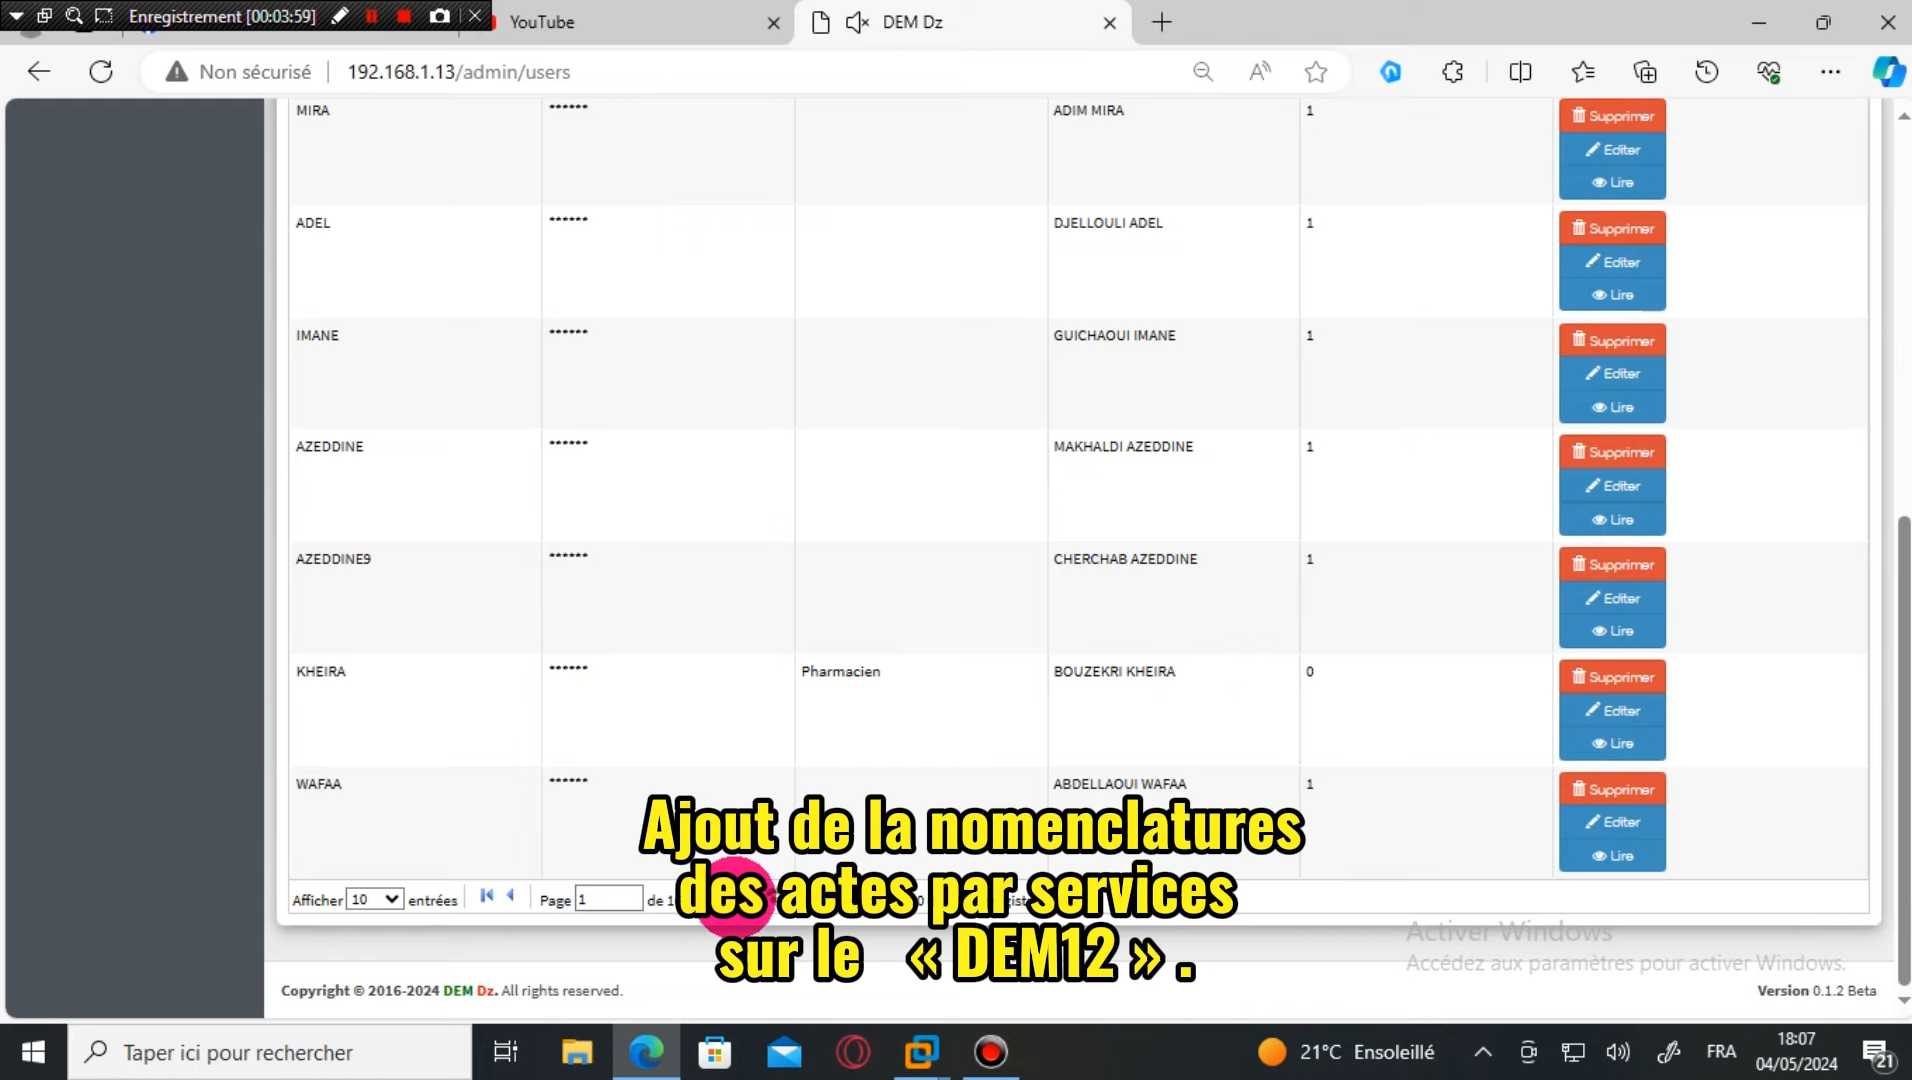 Enregistrement [00:03:59]
YouTube
DEM Dz
Non sécurisé
192.168.1.13/admin/users
MIRA ****** ADIM MIRA 1
Supprimer
Editer
Lire
ADEL ****** DJELLOULI ADEL 1
Supprimer
Editer
Lire
IMANE ****** GUICHAOUI IMANE 1
Supprimer
Editer
Lire
AZEDDINE ****** MAKHALDI AZEDDINE 1
Supprimer
Editer
Lire
AZEDDINE9 ****** CHERCHAB AZEDDINE 1
Supprimer
Editer
Lire
KHEIRA ****** Pharmacien BOUZEKRI KHEIRA 0
Supprimer
Editer
Lire
WAFAA ****** ABDELLAOUI WAFAA 1
Supprimer
Editer
Lire
Ajout de la nomenclatures
des actes par services
sur le « DEM12 » .
Afficher 10 entrées Page 1 de
Activer Windows
Accédez aux paramètres pour activer Windows.
Copyright © 2016-2024 DEM Dz. All rights reserved.
Version 0.1.2 Beta
Taper ici pour rechercher
21°C Ensoleillé
FRA
18:07
04/05/2024
21